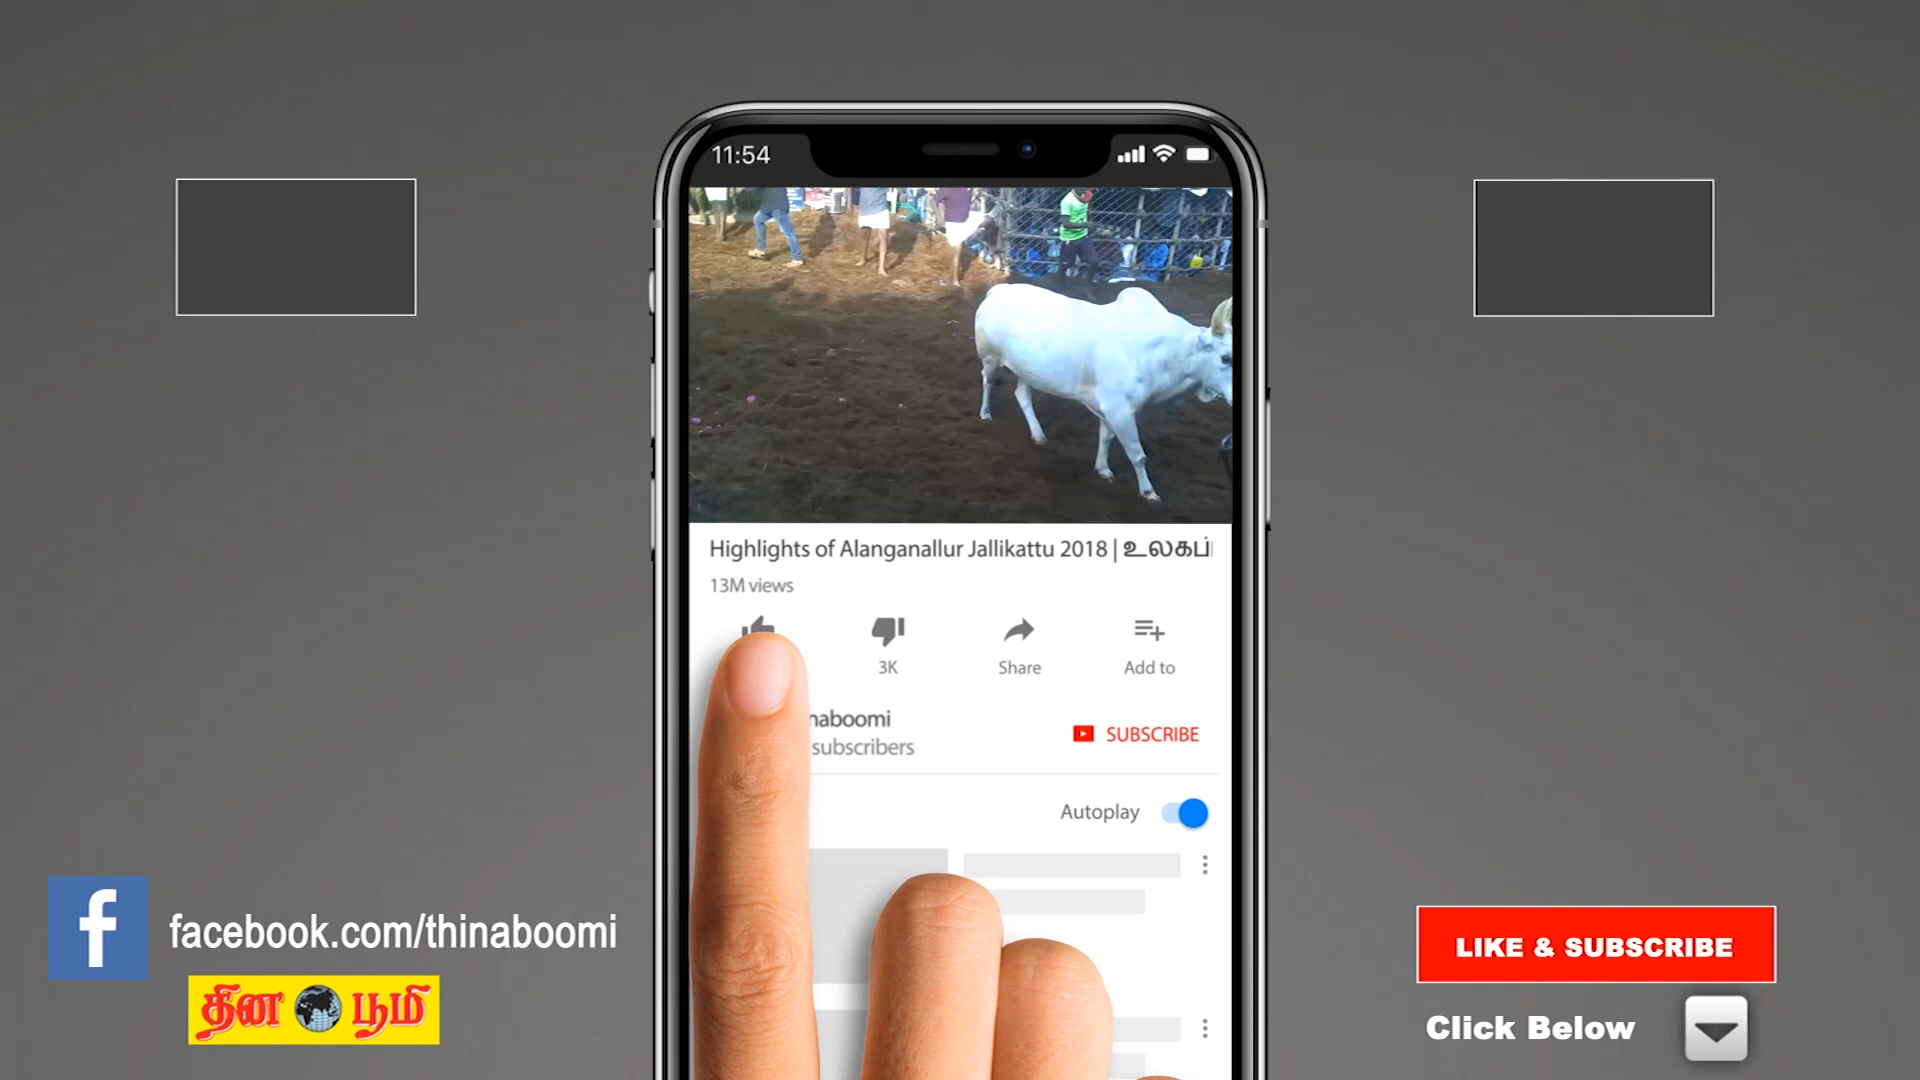 11:54
Highlights of Alanganallur Jallikattu 2018 | உலகப்
13M views
3K
Share
Add to
naboomi
subscribers
SUBSCRIBE
Autoplay
facebook.com/thinaboomi
தின பூமி
LIKE & SUBSCRIBE
Click Below